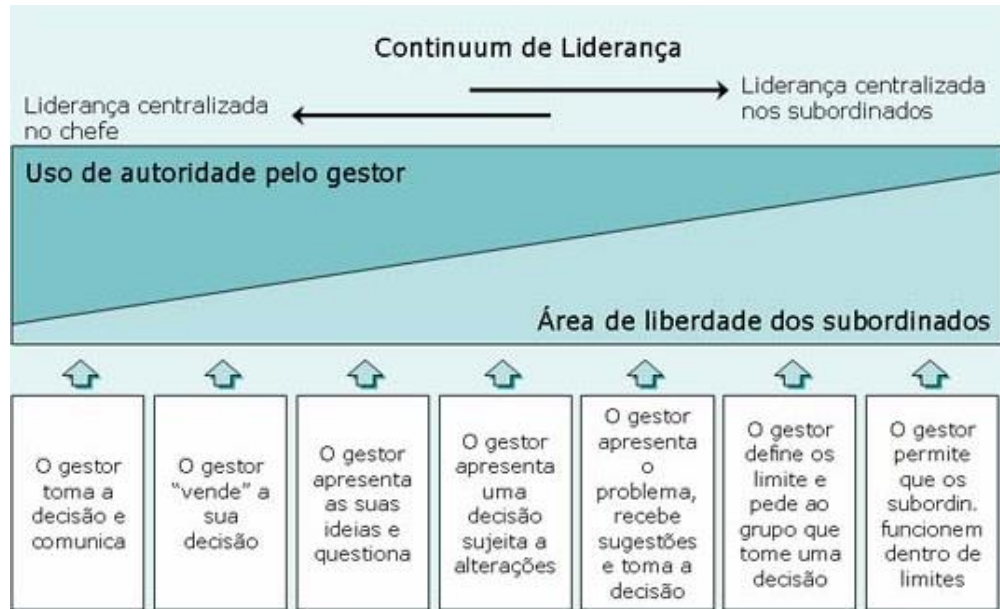 Continuum de Liderança
Liderança centralizada
no chefe
Liderança centralizada
nos subordinados
Uso de autoridade pelo gestor
Área de liberdade dos subordinados
O gestor
toma a
decisão e
comunica
O gestor
“vende” a
sua
decisão
O gestor
apresenta
as suas
ideias e
questiona
O gestor
apresenta
uma
decisão
sujeita a
alterações
O gestor
apresenta
o
problema,
recebe
sugestões
e toma a
decisão
O gestor
define os
limite e
pede ao
grupo que
tome uma
decisão
O gestor
permite
que os
subordin.
funcionem
dentro de
limites